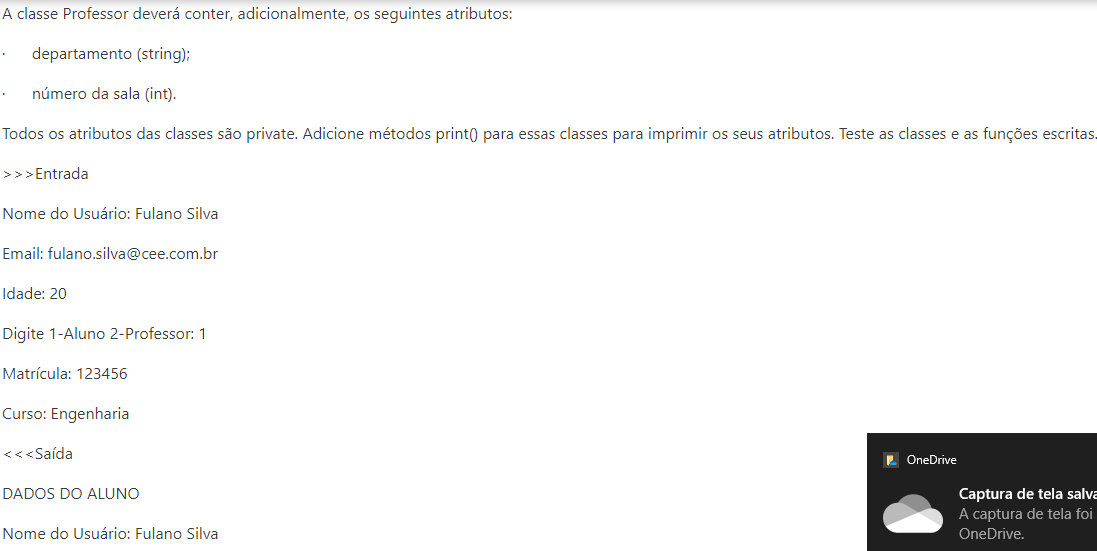 A classe Professor deverá conter, adicionalmente, os seguintes atributos:
· departamento (string);
· número da sala (int).
Todos os atributos das classes são private. Adicione métodos print() para essas classes para imprimir os seus atributos. Teste as classes e as funções escritas.
>>>Entrada
Nome do Usuário: Fulano Silva
Email: fulano.silva@cee.com.br
Idade: 20
Digite 1-Aluno 2-Professor: 1
Matrícula: 123456
Curso: Engenharia
<<<Saída
DADOS DO ALUNO
Nome do Usuário: Fulano Silva
OneDrive
Captura de tela salva
A captura de tela foi
OneDrive.